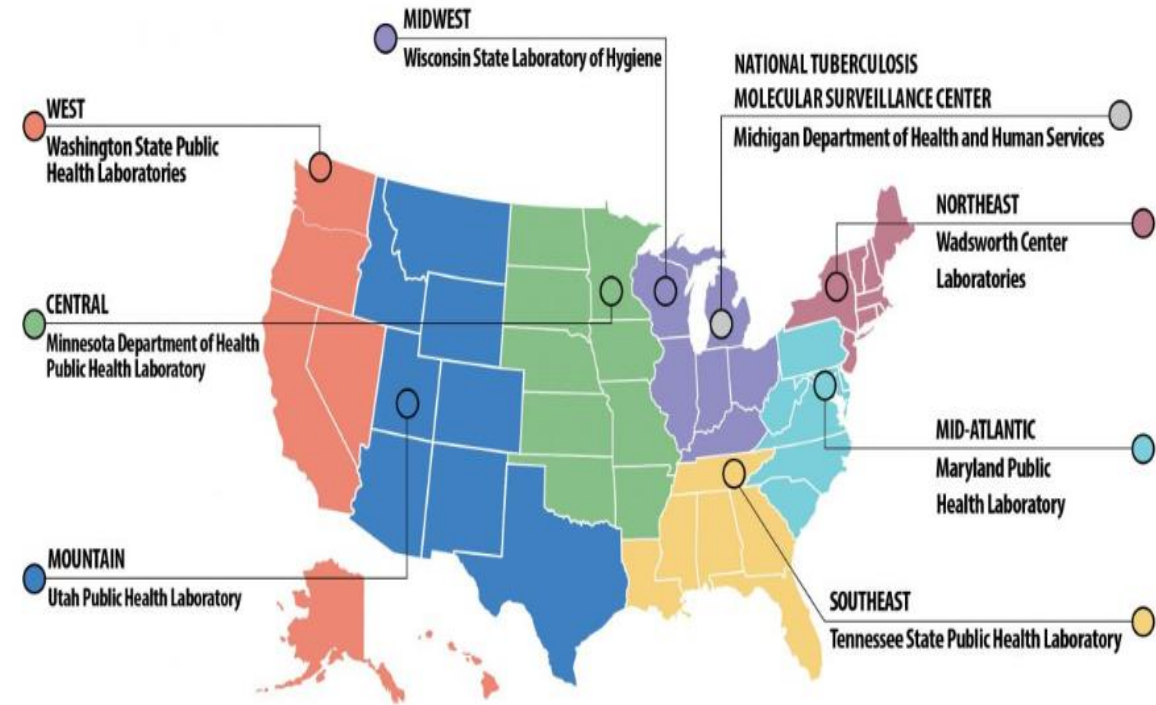 MIDWEST
Wisconsin State Laboratory of Hygiene
NATIONAL TUBERCULOSIS
MOLECULAR SURVEILLANCE CENTER
Michigan Department of Health and Human Services
WEST
Washington State Public
Health Laboratories
NORTHEAST
Wadsworth Center
Laboratories
CENTRAL
Minnesota Department of Health
Public Health Laboratory
MID-ATLANTIC
Maryland Public
Health Laboratory
MOUNTAIN
Utah Public Health Laboratory
SOUTHEAST
Tennessee State Public Health Laboratory